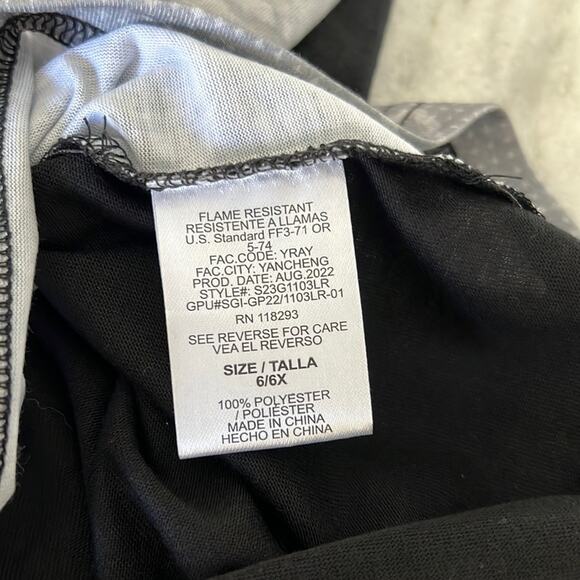 FLAME RESISTANT
RESISTENTE A LLAMAS
U.S. Standard FF3-71 OR
5-74
FAC.CODE: YRAY
FAC.CITY: YANCHENG
PROD. DATE: AUG.2022
STYLE#: S23G1103LR
GPU#SGI-GP22/1103LR-01
RN 118293
SEE REVERSE FOR CARE
VEA EL REVERSO
SIZE / TALLA
6/6X
100% POLYESTER
/ POLIÉSTER
MADE IN CHINA
HECHO EN CHINA